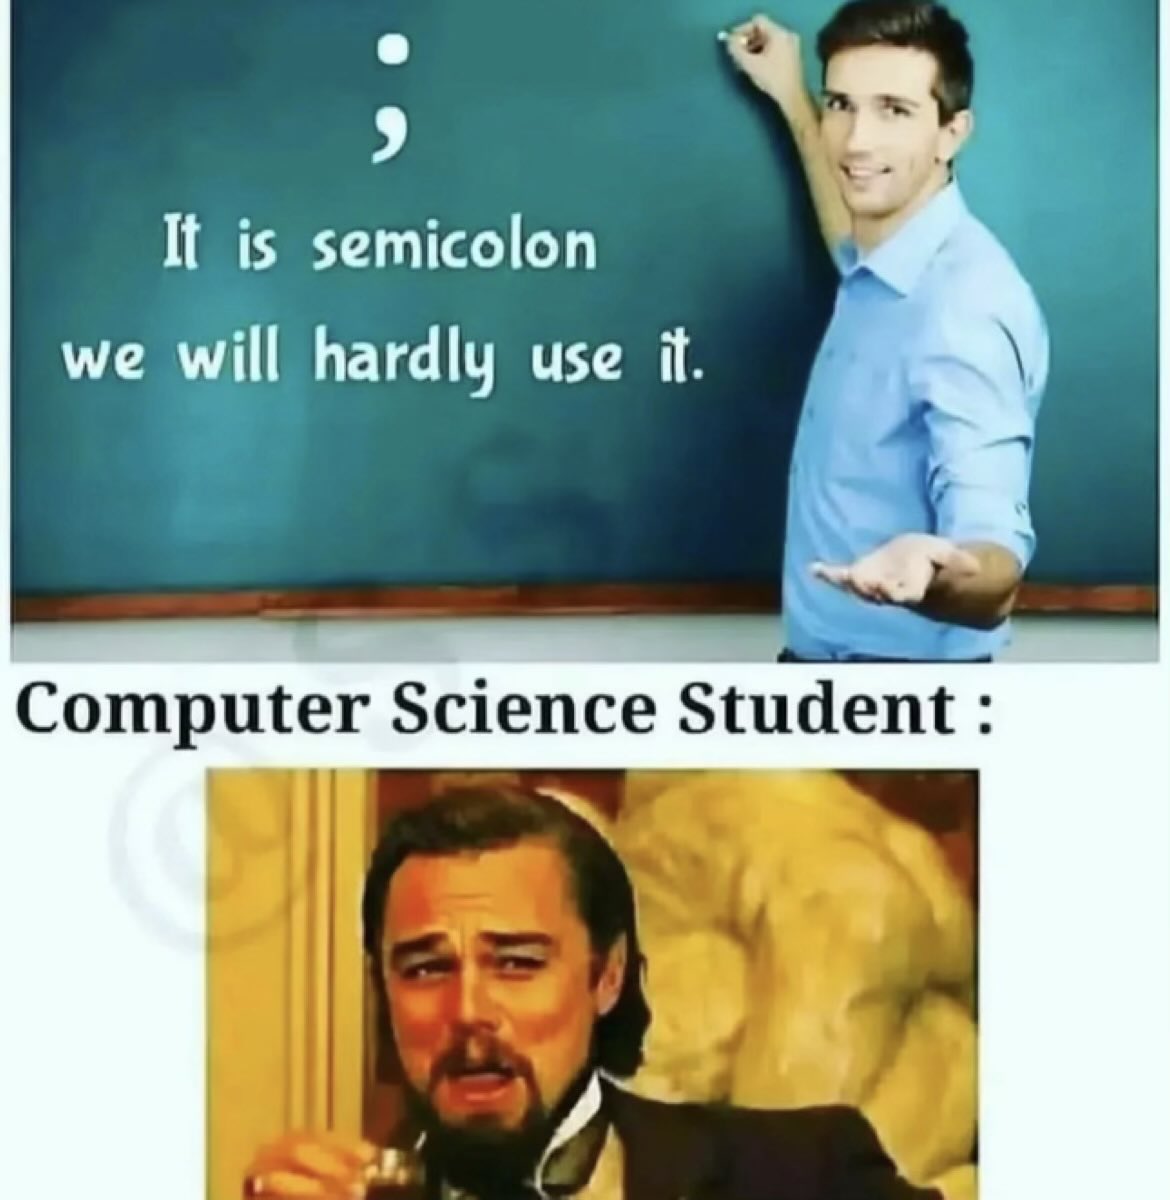 ;
It is semicolon
we will hardly use it.
Computer Science Student :